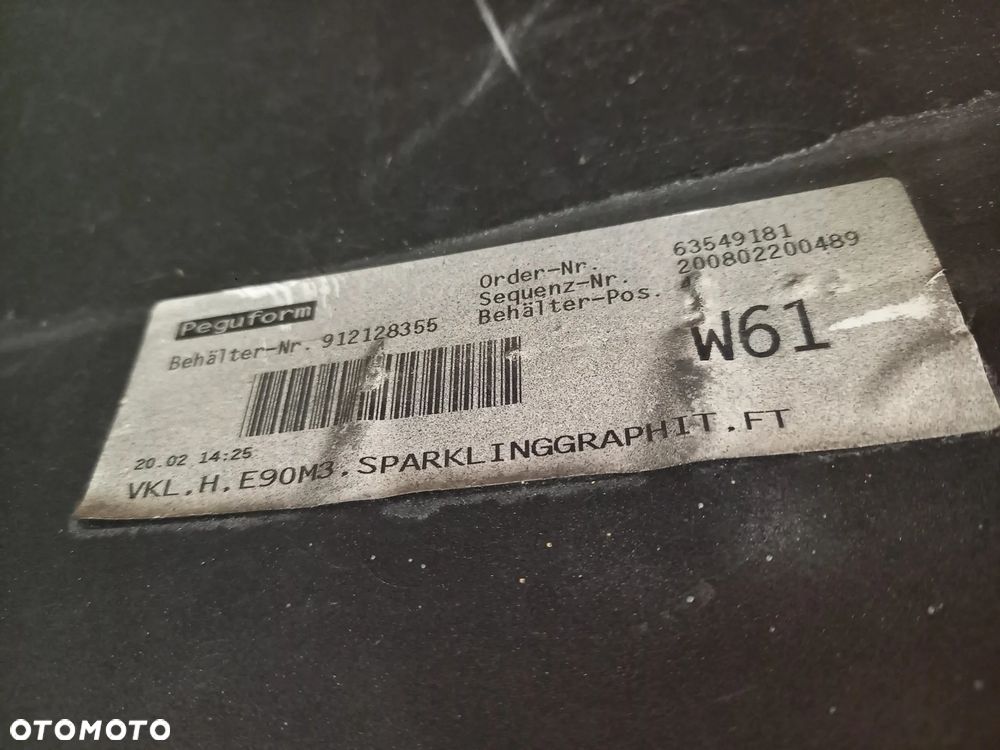 Peguform
Order-Nr. 63549181
Sequenz-Nr. 200802200489
Behälter-Nr. 912128355
Behälter-Pos.
W61
20.02 14:25
VKL.H.E90M3.SPARKLINGGRAPHIT.FT
OTOMOTO